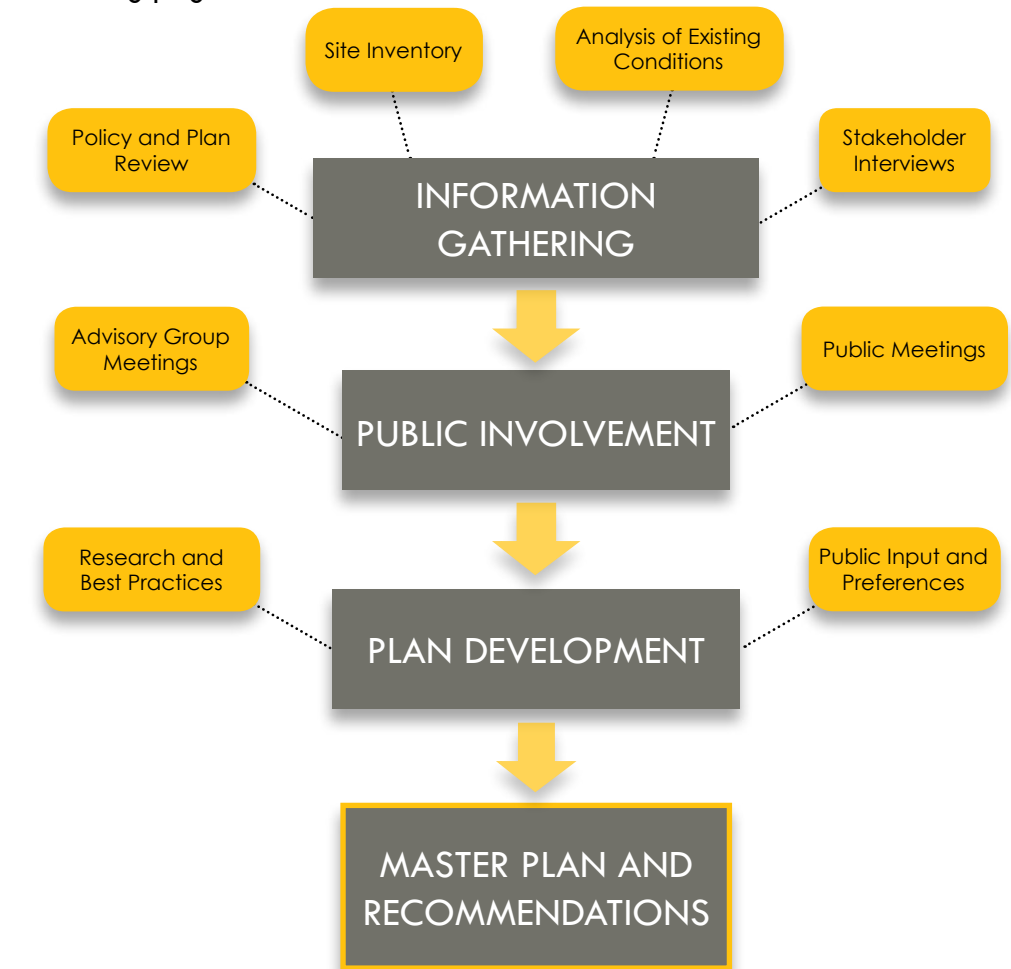 Site Inventory
Analysis of Existing
Conditions
Policy and Plan
Review
Stakeholder
Interviews
INFORMATION
GATHERING
Advisory Group
Meetings
Public Meetings
PUBLIC INVOLVEMENT
Research and
Best Practices
Public Input and
Preferences
PLAN DEVELOPMENT
MASTER PLAN AND
RECOMMENDATIONS